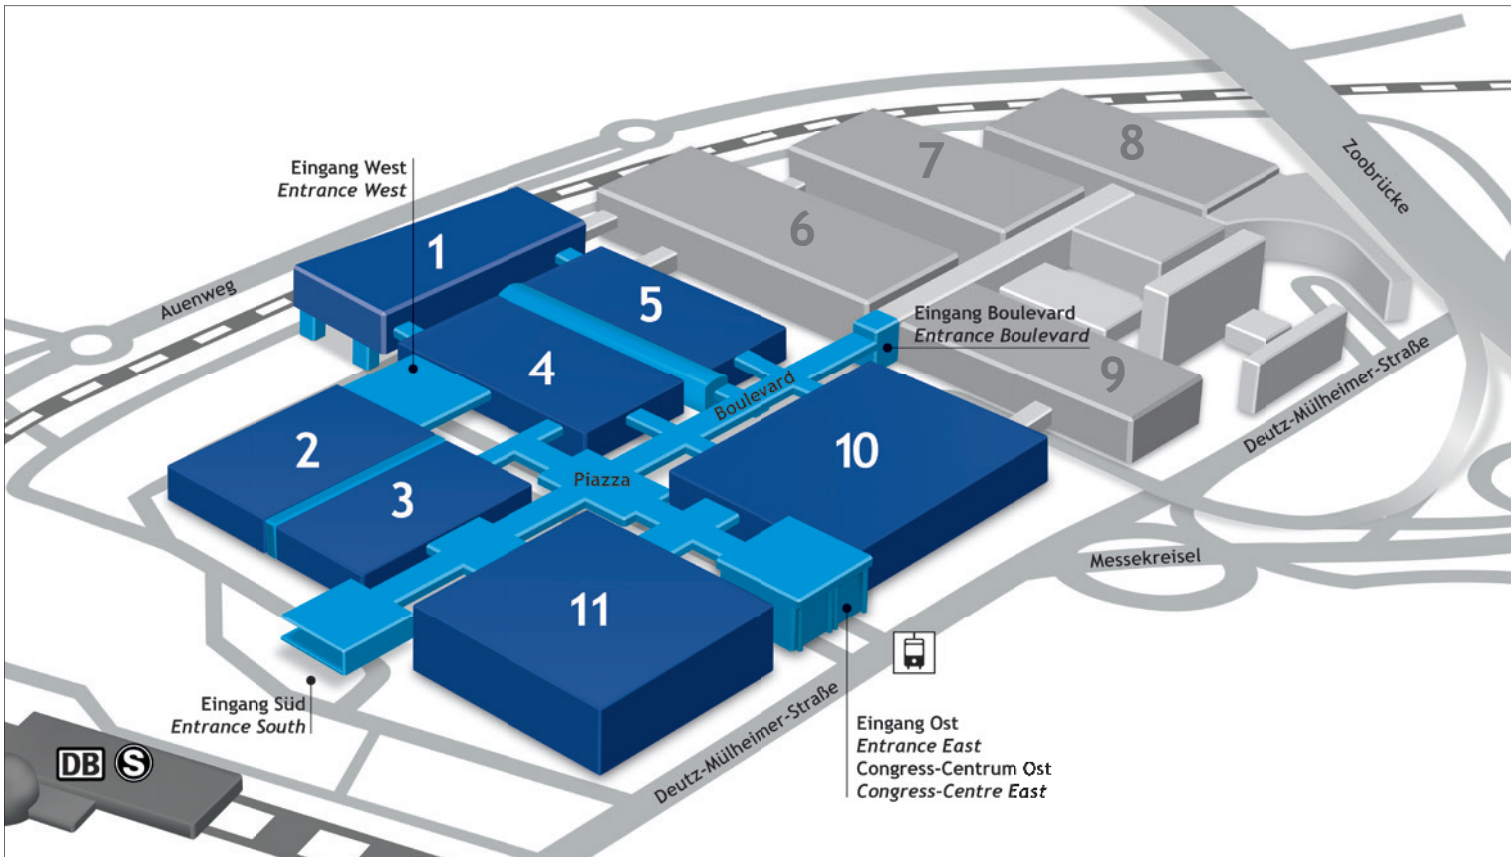 8
7
Zoobrücke
Eingang West
Entrance West
6
1
Auenweg
5
Eingang Boulevard
Entrance Boulevard
4
9
Boulevard
Deutz-Mülheimer-Straße
2
10
3
Piazza
Messekreisel
11
Eingang Süd
Entrance South
Deutz-Mülheimer-Straße
Eingang Ost
Entrance East
Congress-Centrum Ost
Congress-Centre East
DB S